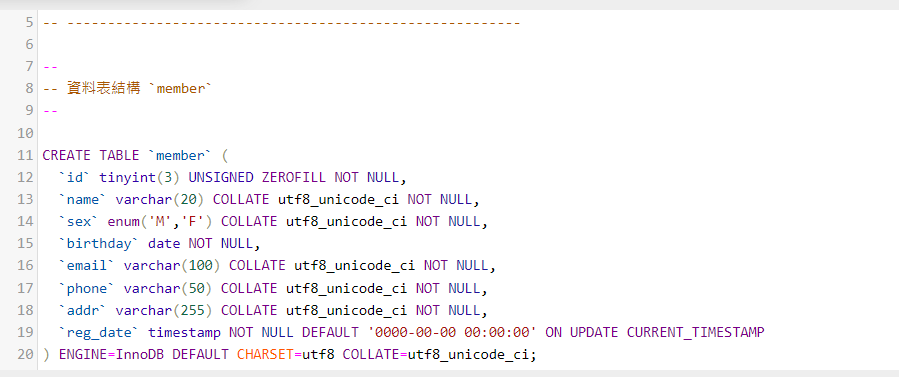 5 -- --------------------------------------------------------
6
7 --
8 -- 資料表結構 `member`
9 --
10
11 CREATE TABLE `member` (
12   `id` tinyint(3) UNSIGNED ZEROFILL NOT NULL,
13   `name` varchar(20) COLLATE utf8_unicode_ci NOT NULL,
14   `sex` enum('M','F') COLLATE utf8_unicode_ci NOT NULL,
15   `birthday` date NOT NULL,
16   `email` varchar(100) COLLATE utf8_unicode_ci NOT NULL,
17   `phone` varchar(50) COLLATE utf8_unicode_ci NOT NULL,
18   `addr` varchar(255) COLLATE utf8_unicode_ci NOT NULL,
19   `reg_date` timestamp NOT NULL DEFAULT '0000-00-00 00:00:00' ON UPDATE CURRENT_TIMESTAMP
20 ) ENGINE=InnoDB DEFAULT CHARSET=utf8 COLLATE=utf8_unicode_ci;